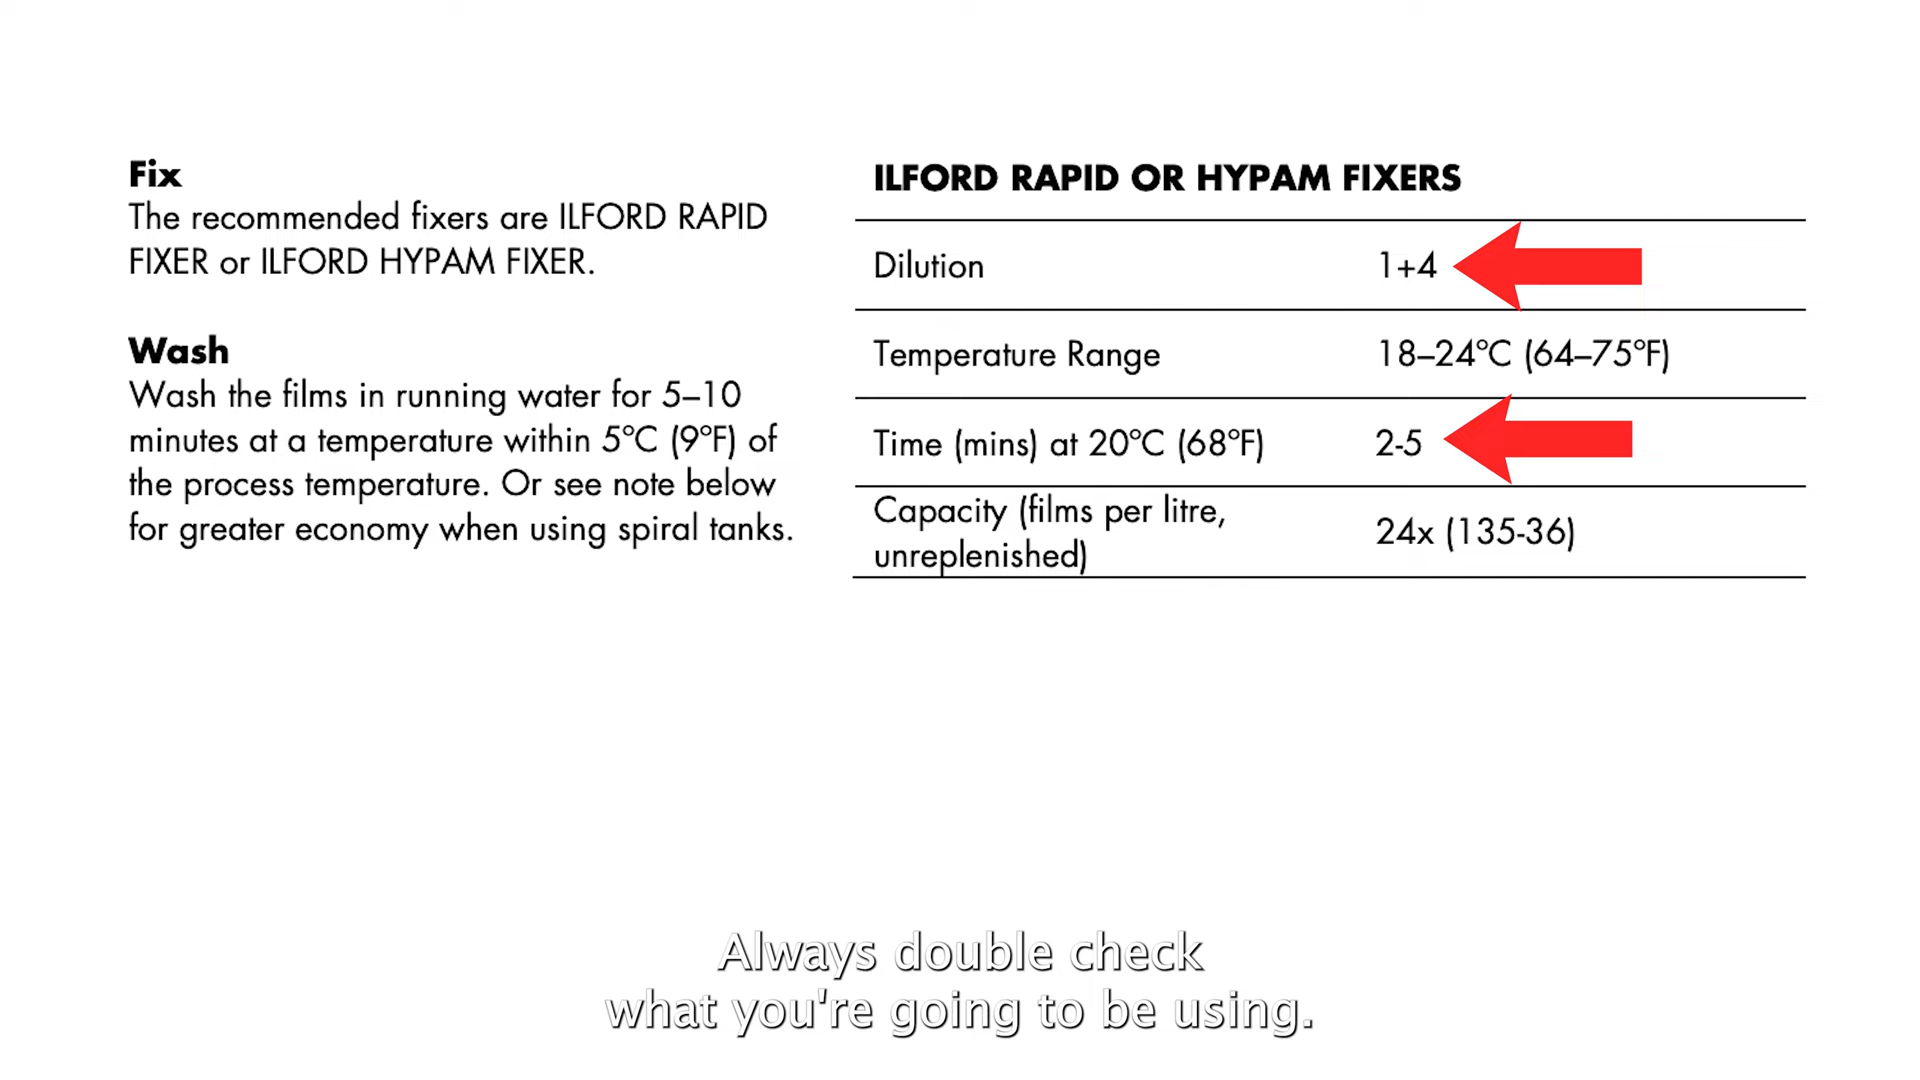 Fix
The recommended fixers are ILFORD RAPID
FIXER or ILFORD HYPAM FIXER.
Wash
Wash the films in running water for 5–10
minutes at a temperature within 5°C (9°F) of
the process temperature. Or see note below
for greater economy when using spiral tanks.
ILFORD RAPID OR HYPAM FIXERS
Dilution 1+4
Temperature Range 18–24°C (64–75°F)
Time (mins) at 20°C (68°F) 2-5
Capacity (films per litre,
unreplenished) 24x (135-36)
Always double check
what you're going to be using.